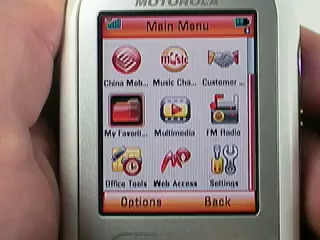 MOTOROLA
Main Menu
China Mob... Music Cha... Customer ...
My Favorit... Multimedia FM Radio
Office Tools Web Access Settings
Options Back